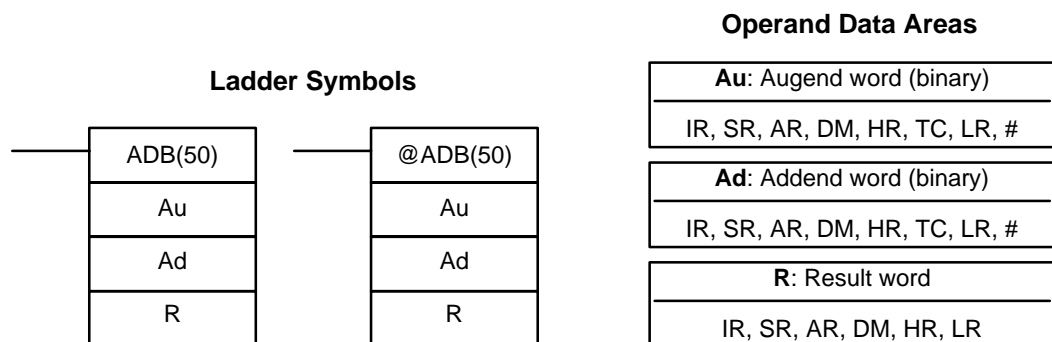 Ladder Symbols
ADB(50)
Au
Ad
R
@ADB(50)
Au
Ad
R
Operand Data Areas
Au: Augend word (binary)
IR, SR, AR, DM, HR, TC, LR, #
Ad: Addend word (binary)
IR, SR, AR, DM, HR, TC, LR, #
R: Result word
IR, SR, AR, DM, HR, LR